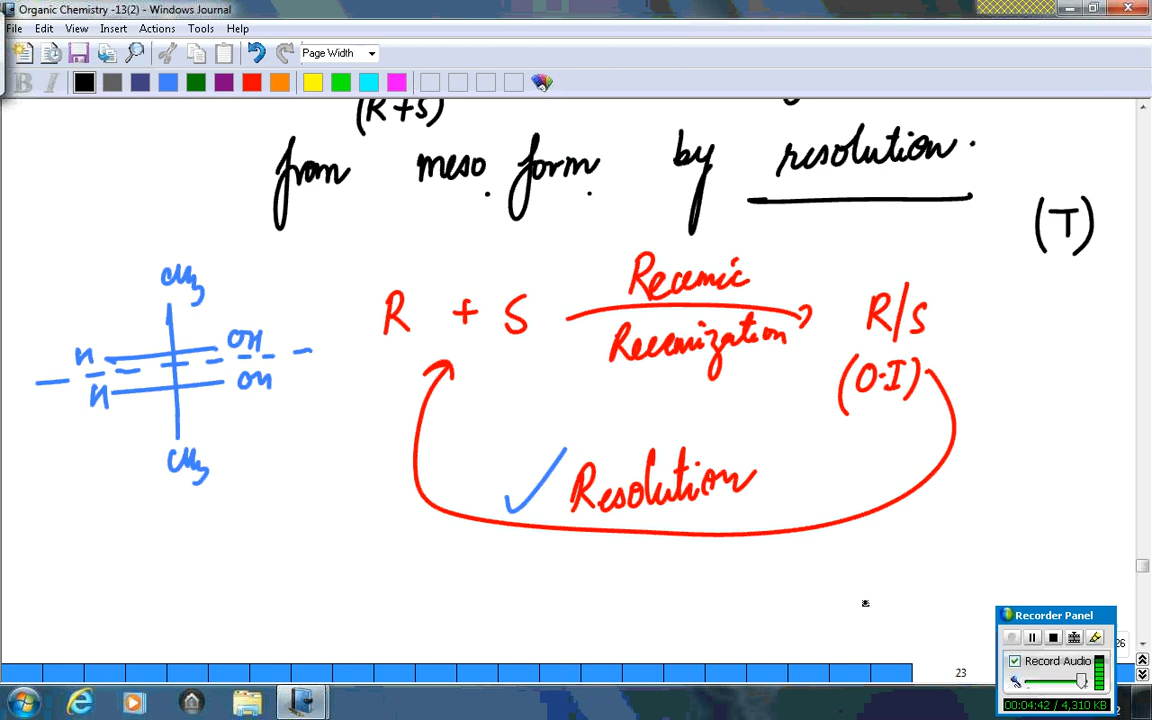 Organic Chemistry -13(2) - Windows Journal
File Edit View Insert Actions Tools Help
Page Width
B I
(R+S)
from meso form by resolution.
(T)
CH3
H OH
H OH
CH3
R + S Recemic R/S
Recemization
(O.I)
Resolution
Recorder Panel
Record Audio
00:04:42 / 4,310 KB
23
26